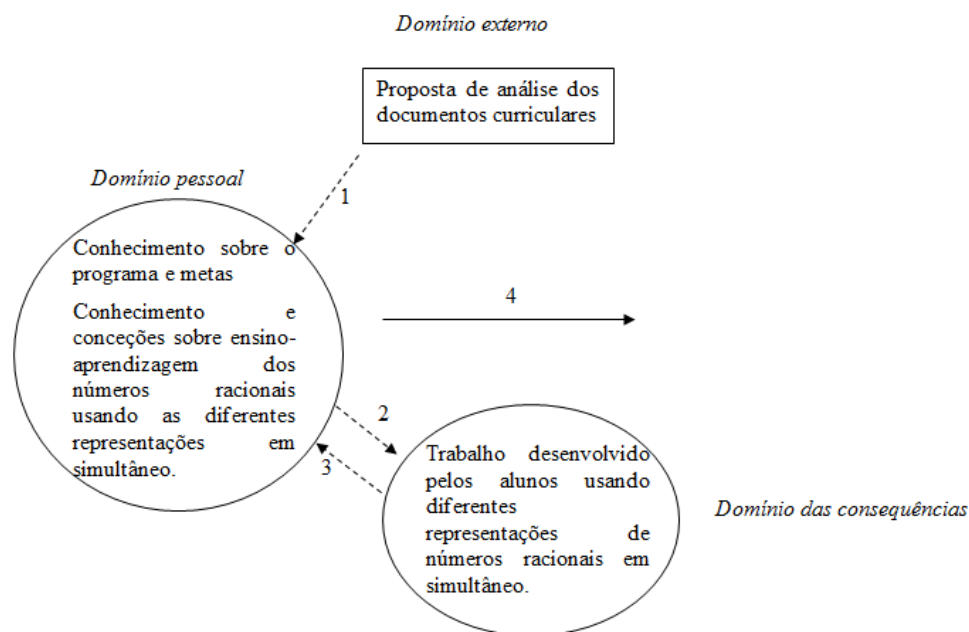 Domínio externo
Proposta de análise dos
documentos curriculares
Domínio pessoal
1
Conhecimento sobre o
programa e metas
Conhecimento e
conceções sobre ensino-
aprendizagem dos
números racionais
usando as diferentes
representações em
simultâneo.
4
2
3
Trabalho desenvolvido
pelos alunos usando
diferentes
representações de
números racionais em
simultâneo.
Domínio das consequências